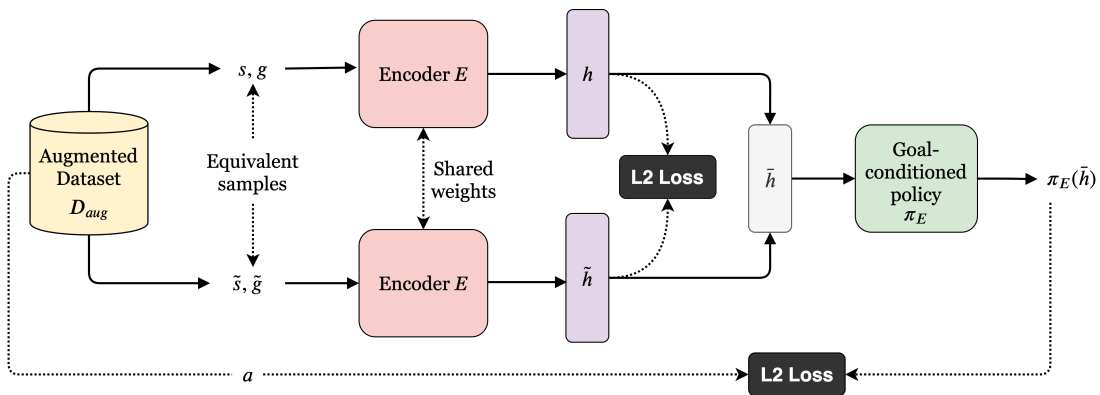 Augmented
Dataset
D_aug
s, g
Equivalent
samples
s̃, g̃
Encoder E
Shared
weights
Encoder E
h
h̃
L2 Loss
h̄
Goal-
conditioned
policy
π_E
π_E(h̄)
a
L2 Loss